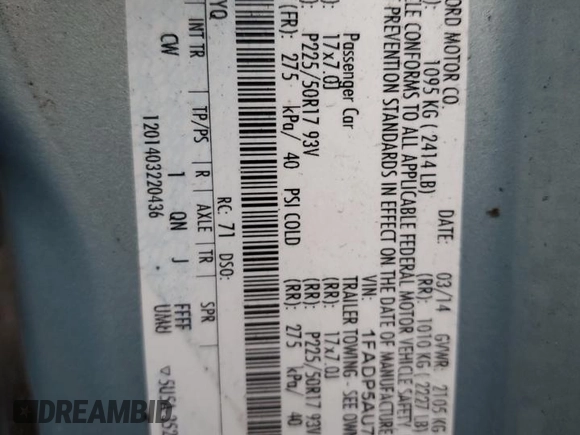 FORD MOTOR CO.
DATE: 03/14 GVWR: 2105 KG
1095 KG ( 2414 LB) (RR): 1010 KG ( 2227 LB)
CLE CONFORMS TO ALL APPLICABLE FEDERAL MOTOR VEHICLE SAFETY
PREVENTION STANDARDS IN EFFECT ON THE DATE OF MANUFACTURE
VIN: 1FADP5AU7
Passenger Car TRAILER TOWING - SEE OWN
17x7.0J (RR): 17x7.0J
P225/50R17 93V (RR): P225/50R17 93V
(FR): 275 kPa/ 40 PSI COLD (RR): 275 kPa/ 40
RC: 71 DSO:
YQ
INT TR TP/PS R AXLE TR SPR
CW 1 QN J FFFF
1201403220436 UMU
DREAMBID